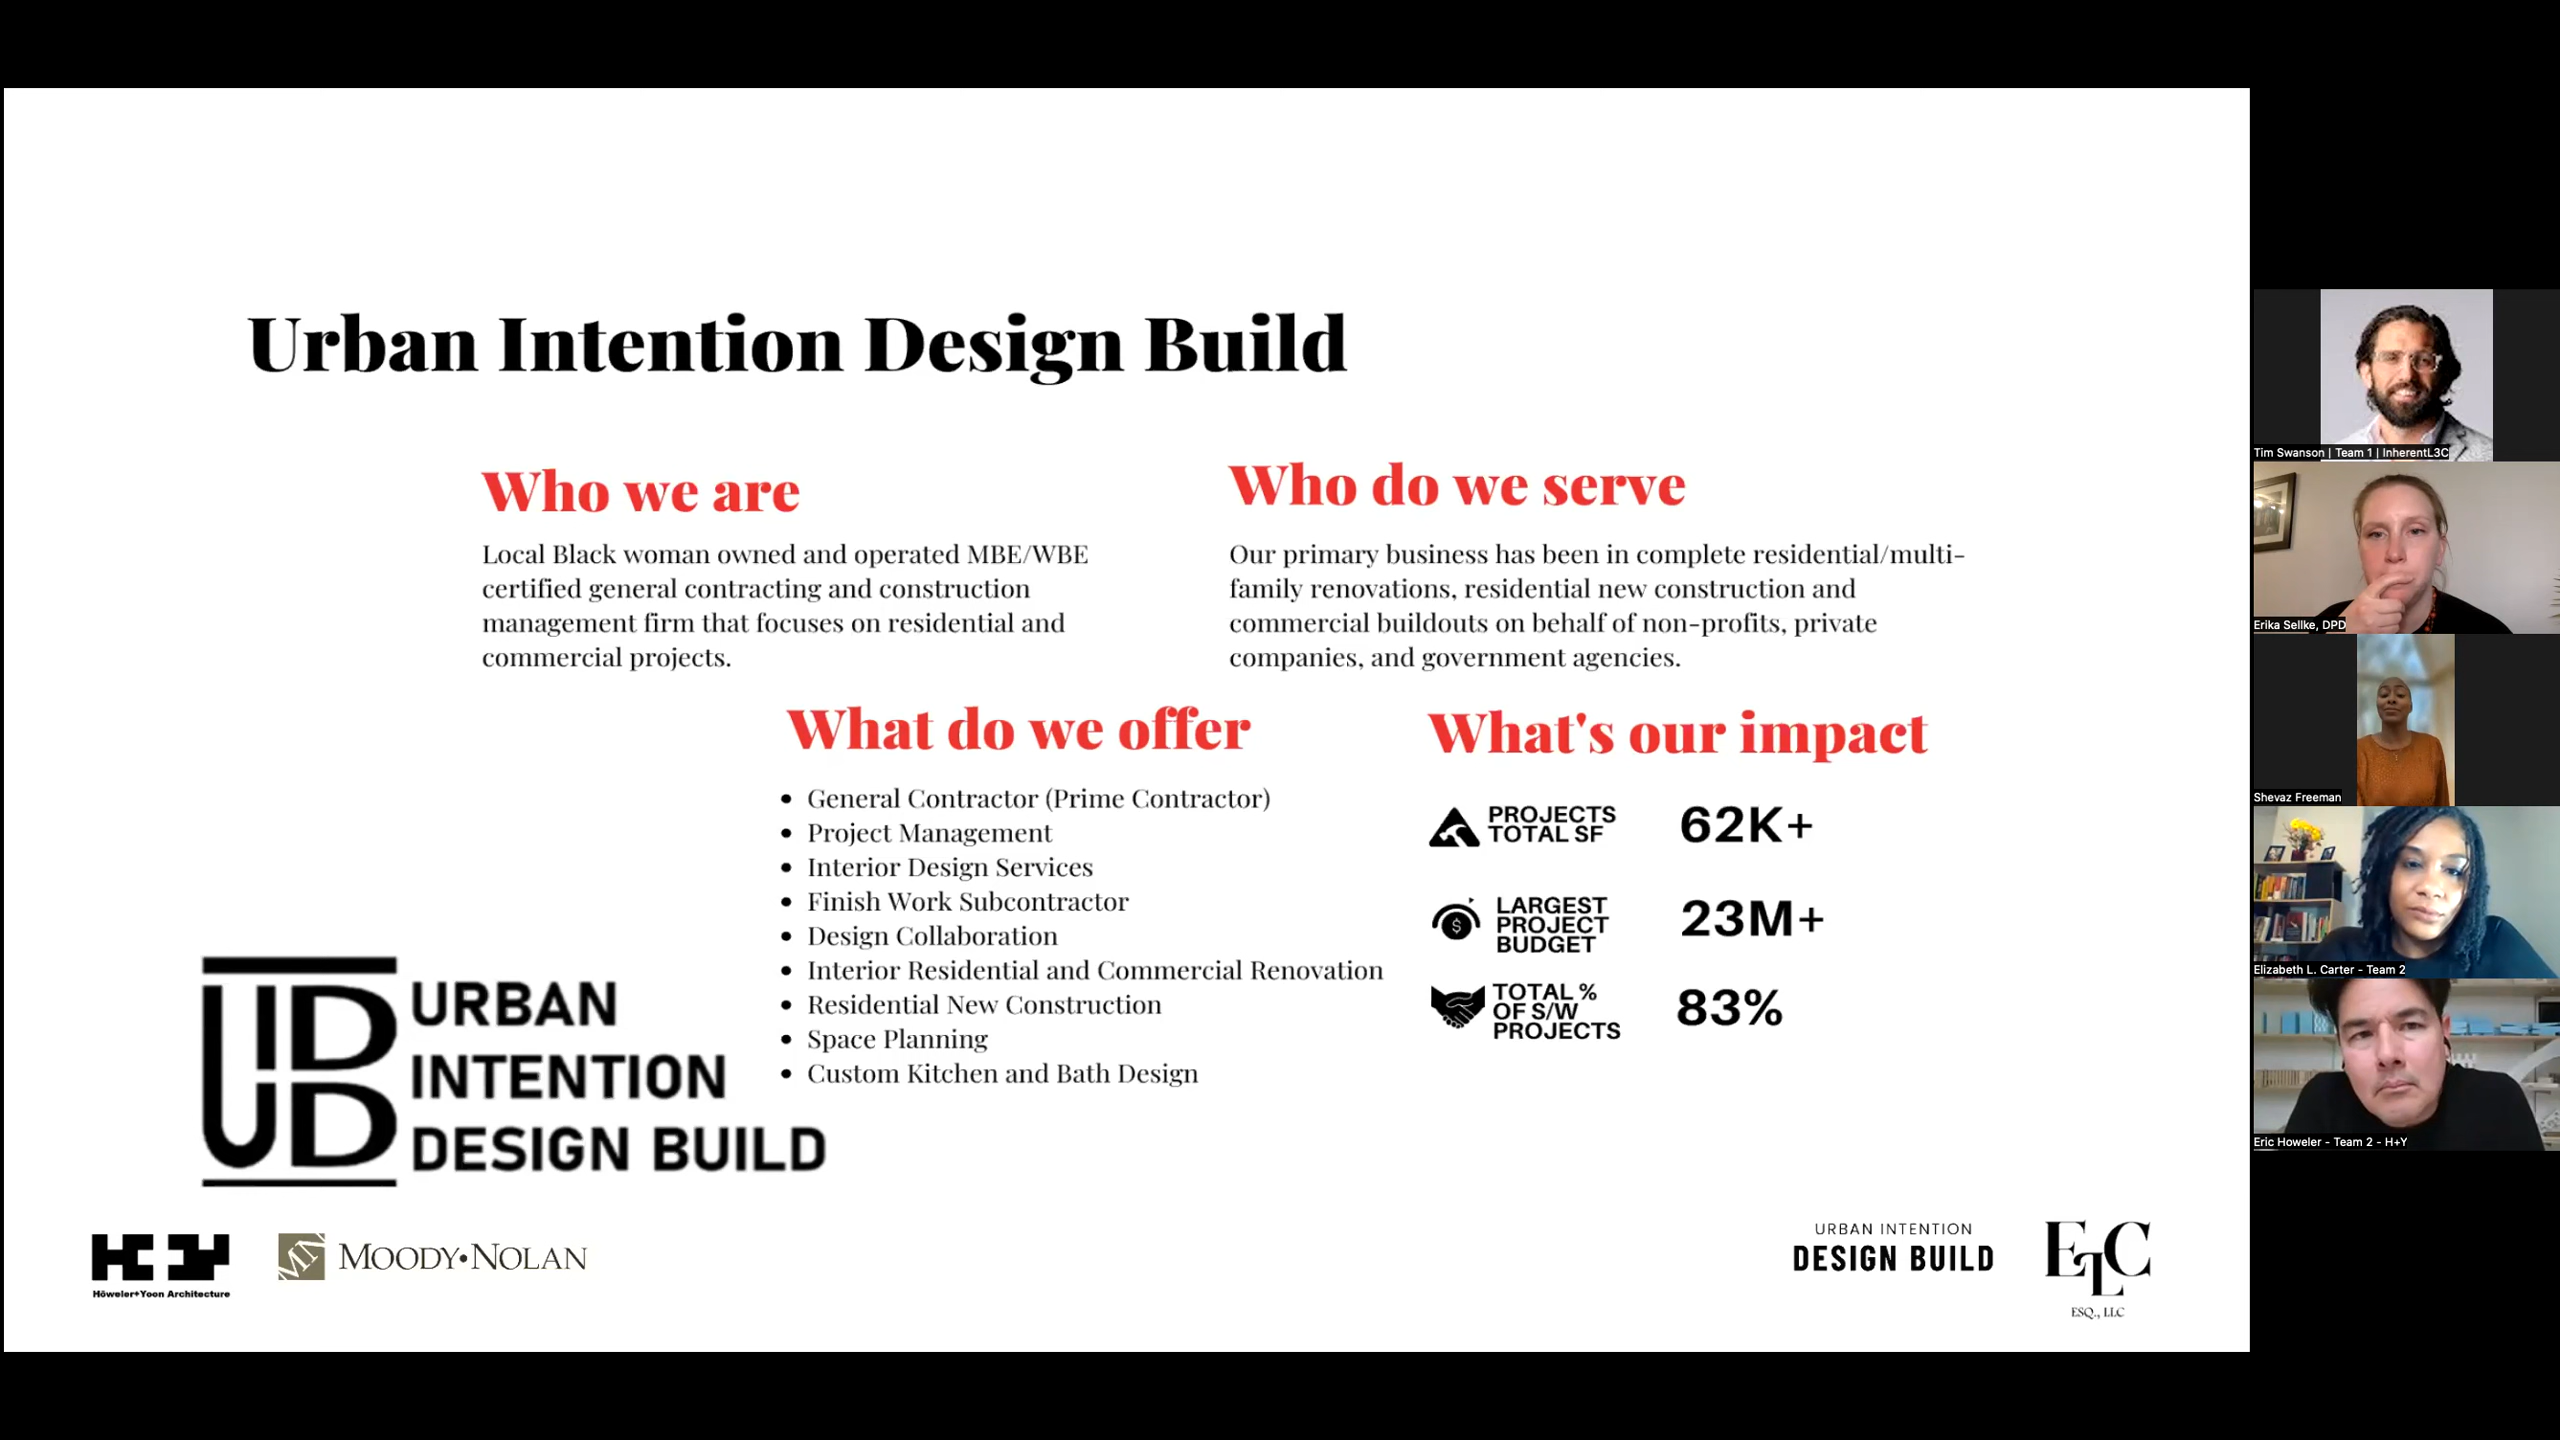 Urban Intention Design Build
Who we are
Local Black woman owned and operated MBE/WBE
certified general contracting and construction
management firm that focuses on residential and
commercial projects.
Who do we serve
Our primary business has been in complete residential/multi-
family renovations, residential new construction and
commercial buildouts on behalf of non-profits, private
companies, and government agencies.
What do we offer
• General Contractor (Prime Contractor)
• Project Management
• Interior Design Services
• Finish Work Subcontractor
• Design Collaboration
• Interior Residential and Commercial Renovation
• Residential New Construction
• Space Planning
• Custom Kitchen and Bath Design
What's our impact
PROJECTS
TOTAL SF
62K+
LARGEST
PROJECT
BUDGET
23M+
TOTAL %
OF S/W
PROJECTS
83%
UIDB
URBAN
INTENTION
DESIGN BUILD
H+Y
Höweler+Yoon Architecture
MN
MOODY•NOLAN
URBAN INTENTION
DESIGN BUILD
ELC
ESQ., LLC
Tim Swanson | Team 1 | InherentL3C
Erika Sellke, DPD
Shevaz Freeman
Elizabeth L. Carter - Team 2
Eric Howeler - Team 2 - H+Y